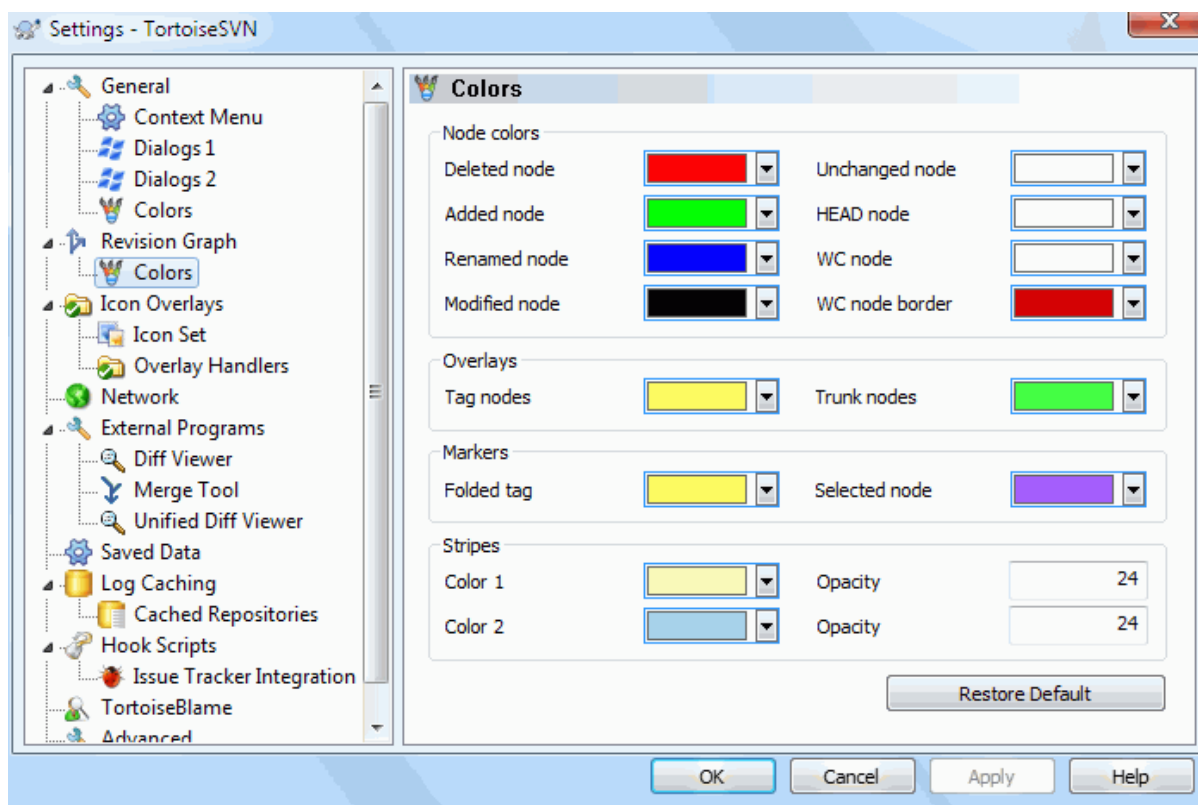 Settings - TortoiseSVN
General
Context Menu
Dialogs 1
Dialogs 2
Colors
Revision Graph
Colors
Icon Overlays
Icon Set
Overlay Handlers
Network
External Programs
Diff Viewer
Merge Tool
Unified Diff Viewer
Saved Data
Log Caching
Cached Repositories
Hook Scripts
Issue Tracker Integration
TortoiseBlame
Advanced
Colors
Node colors
Deleted node
Unchanged node
Added node
HEAD node
Renamed node
WC node
Modified node
WC node border
Overlays
Tag nodes
Trunk nodes
Markers
Folded tag
Selected node
Stripes
Color 1
Opacity
24
Color 2
Opacity
24
Restore Default
OK
Cancel
Apply
Help